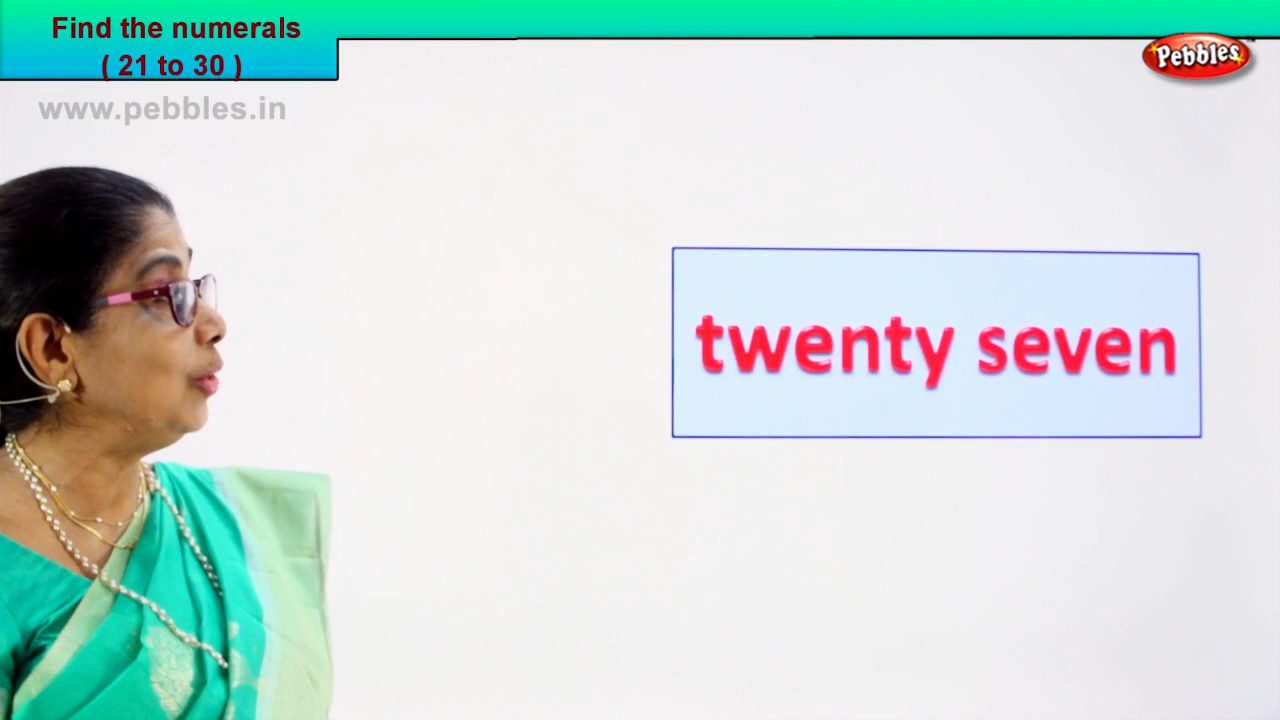 Find the numerals
( 21 to 30 )
www.pebbles.in
Pebbles
twenty seven